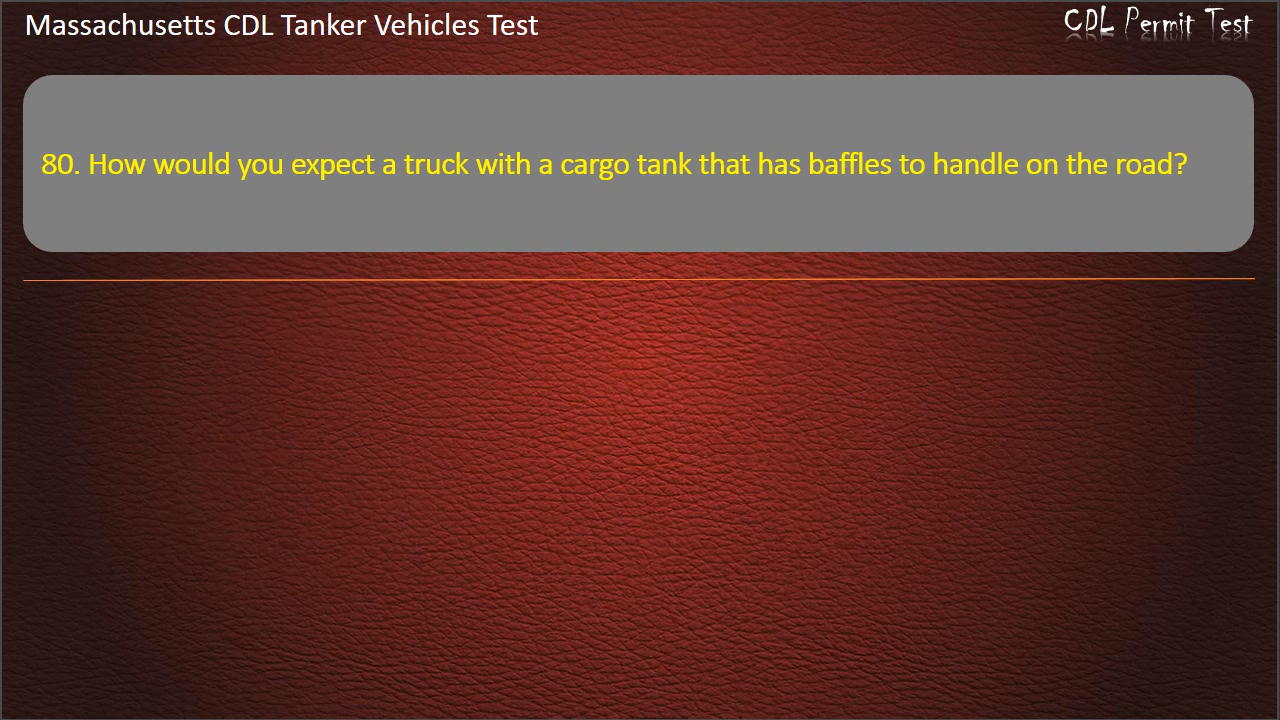 Massachusetts CDL Tanker Vehicles Test
CDL Permit Test
80. How would you expect a truck with a cargo tank that has baffles to handle on the road?